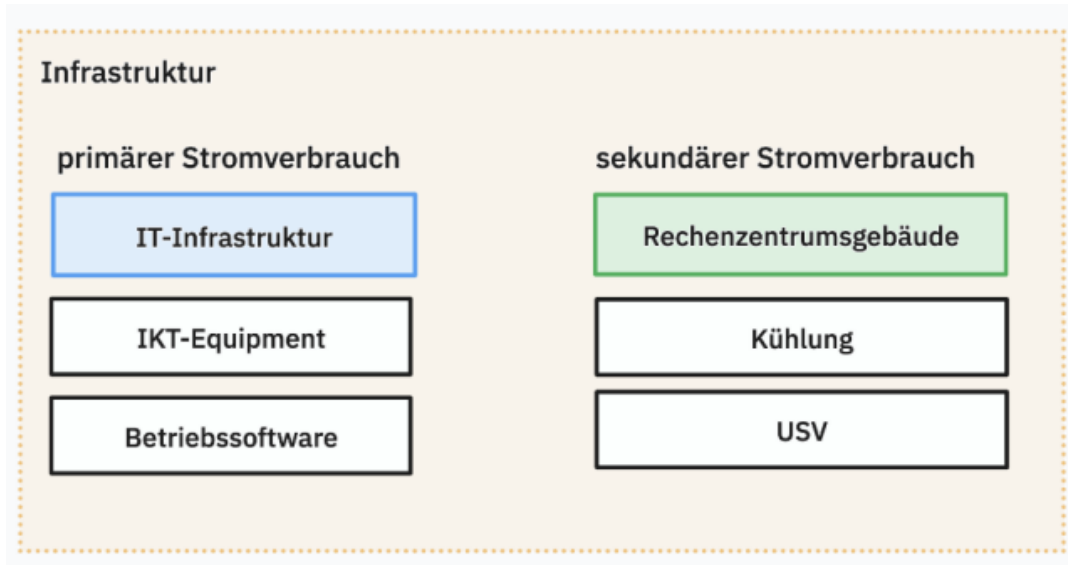 Infrastruktur
primärer Stromverbrauch
sekundärer Stromverbrauch
IT-Infrastruktur
Rechenzentrumsgebäude
IKT-Equipment
Kühlung
Betriebssoftware
USV